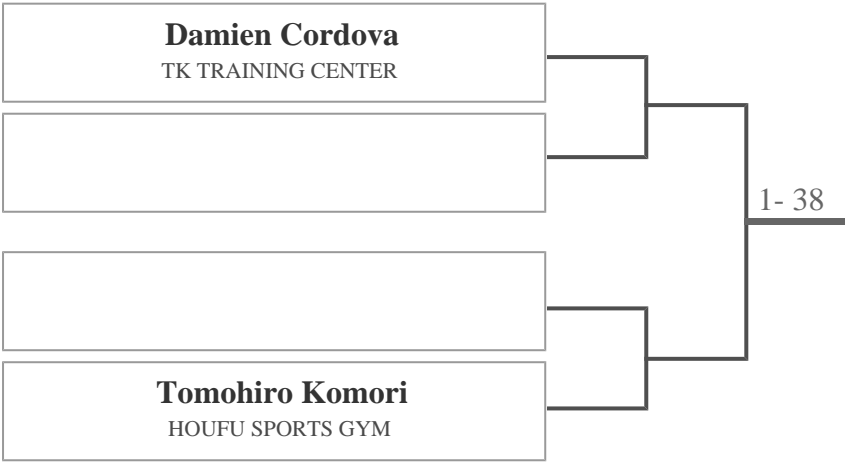 Damien Cordova
TK TRAINING CENTER
1- 38
Tomohiro Komori
HOUFU SPORTS GYM